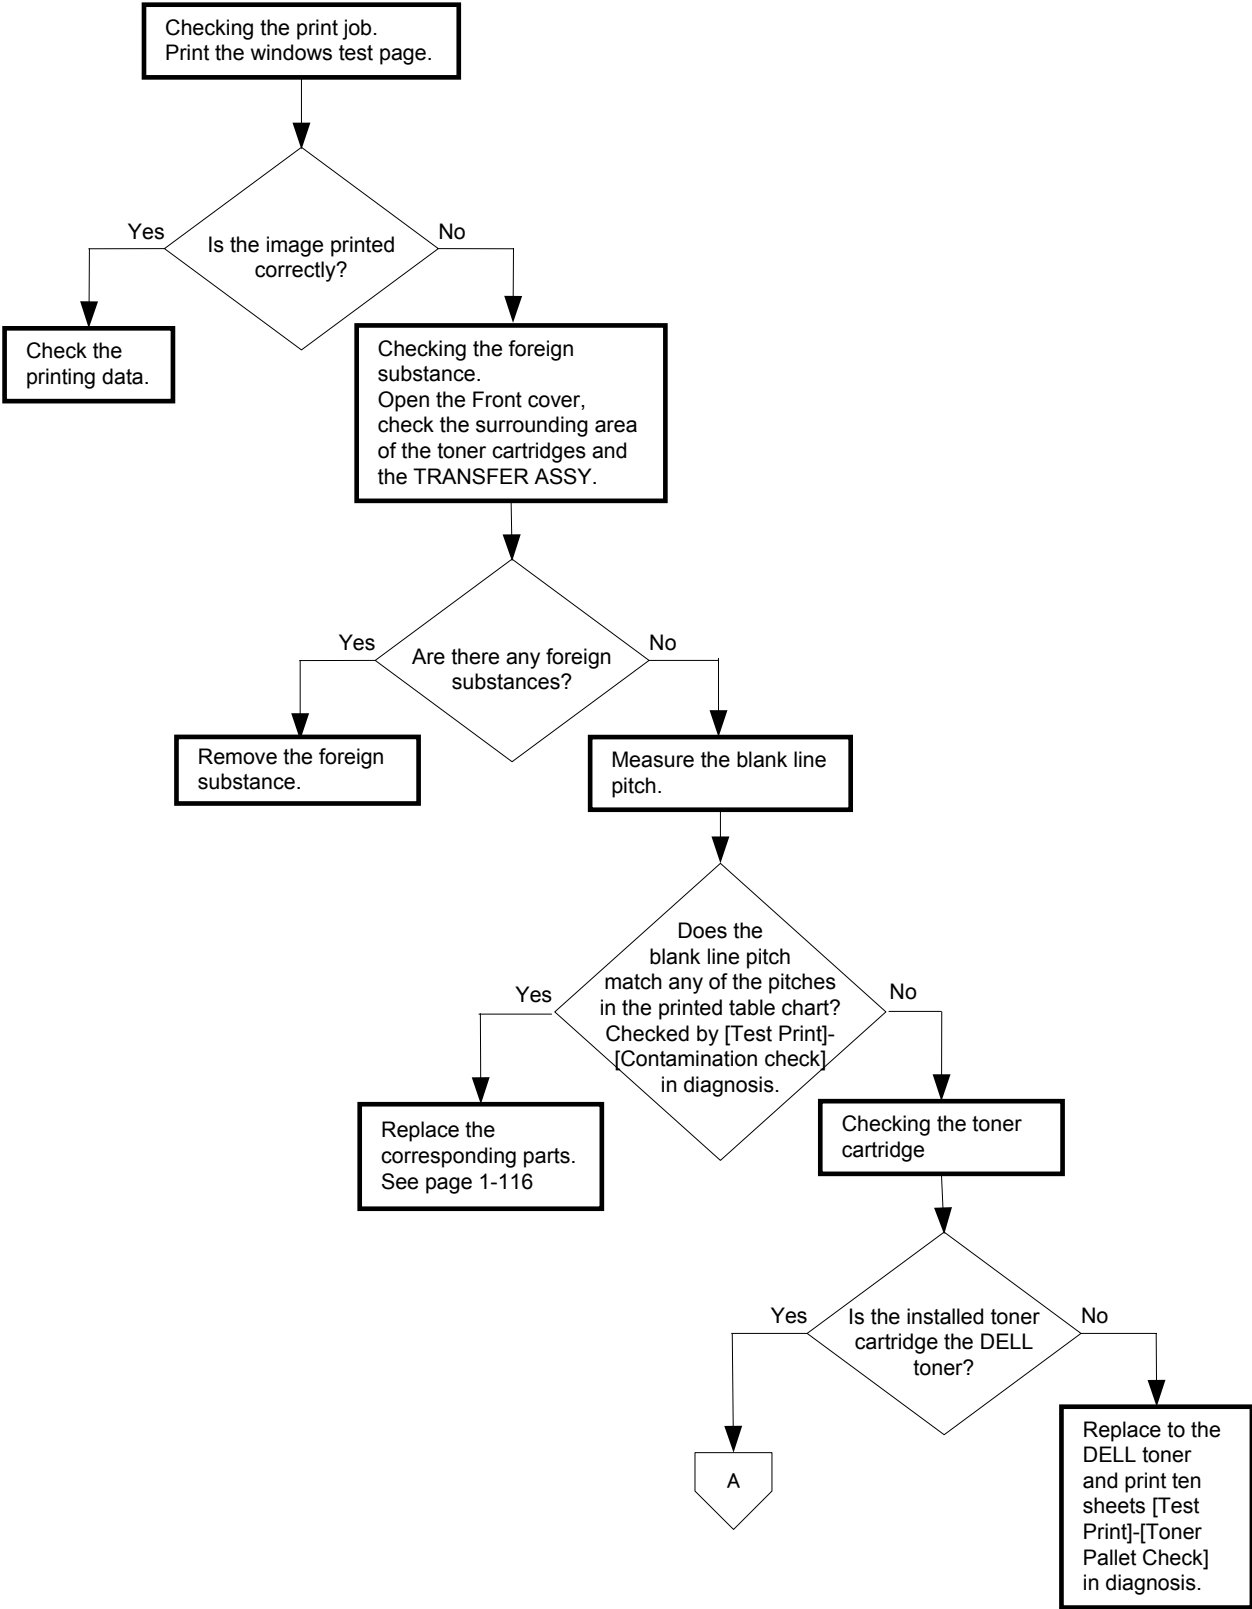 Checking the print job.
Print the windows test page.
Yes
No
Is the image printed
correctly?
Check the
printing data.
Checking the foreign
substance.
Open the Front cover,
check the surrounding area
of the toner cartridges and
the TRANSFER ASSY.
Yes
No
Are there any foreign
substances?
Remove the foreign
substance.
Measure the blank line
pitch.
Does the
blank line pitch
match any of the pitches
in the printed table chart?
Checked by [Test Print]-
[Contamination check]
in diagnosis.
Yes
No
Replace the
corresponding parts.
See page 1-116
Checking the toner
cartridge
Yes
No
Is the installed toner
cartridge the DELL
toner?
A
Replace to the
DELL toner
and print ten
sheets [Test
Print]-[Toner
Pallet Check]
in diagnosis.